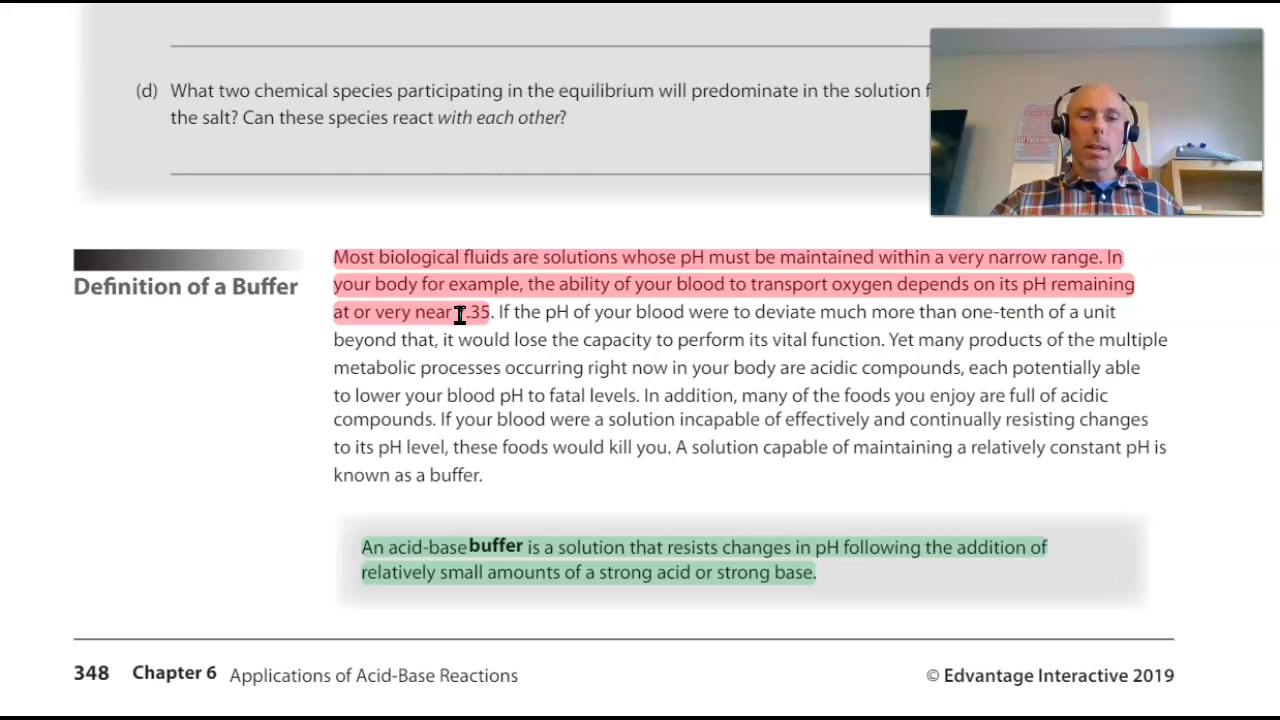 (d) What two chemical species participating in the equilibrium will predominate in the solution
the salt? Can these species react with each other?
Definition of a Buffer
Most biological fluids are solutions whose pH must be maintained within a very narrow range. In
your body for example, the ability of your blood to transport oxygen depends on its pH remaining
at or very near .35. If the pH of your blood were to deviate much more than one-tenth of a unit
beyond that, it would lose the capacity to perform its vital function. Yet many products of the multiple
metabolic processes occurring right now in your body are acidic compounds, each potentially able
to lower your blood pH to fatal levels. In addition, many of the foods you enjoy are full of acidic
compounds. If your blood were a solution incapable of effectively and continually resisting changes
to its pH level, these foods would kill you. A solution capable of maintaining a relatively constant pH is
known as a buffer.
An acid-base buffer is a solution that resists changes in pH following the addition of
relatively small amounts of a strong acid or strong base.
348 Chapter 6 Applications of Acid-Base Reactions
© Edvantage Interactive 2019